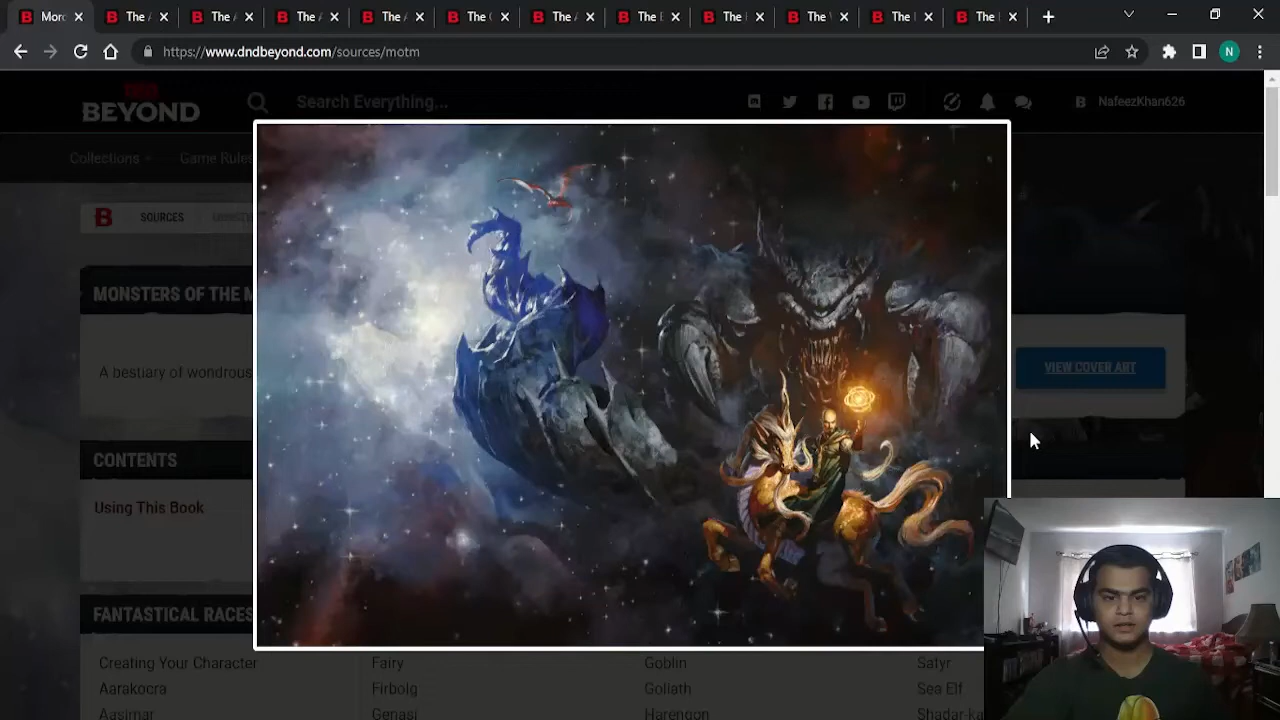 Morc
The A
The A
The A
The A
The C
The A
The E
The
The V
The
The
https://www.dndbeyond.com/sources/motm
N
BEYOND
Search Everything...
NafeezKhan626
Collections
Game Rules
SOURCES
MONSTERS OF THE M
A bestiary of wondrous
VIEW COVER ART
CONTENTS
Using This Book
FANTASTICAL RACES
Creating Your Character
Fairy
Goblin
Satyr
Aarakocra
Firbolg
Goliath
Sea Elf
Aasimar
Genasi
Harengon
Shadar-ka